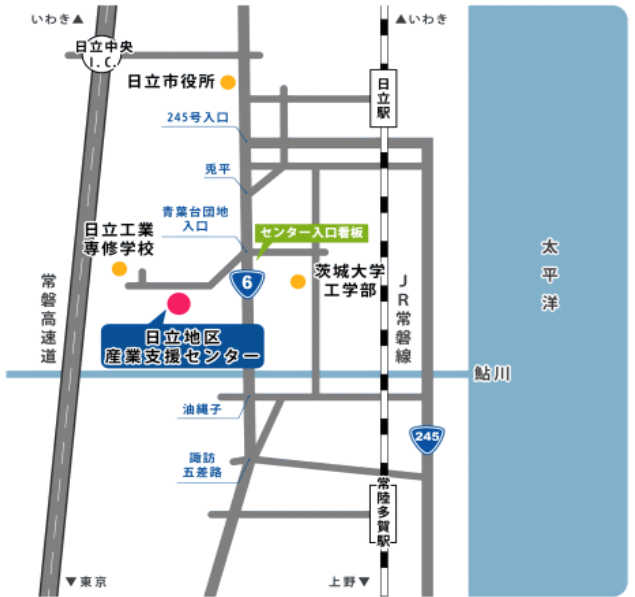 いわき▲
▲いわき
日立中央
I.C.
日立市役所
日立駅
245号入口
兎平
青葉台団地
入口
センター入口看板
日立工業
専修学校
6
茨城大学
工学部
太平洋
常磐高速道
JR常磐線
日立地区
産業支援センター
鮎川
油縄子
245
諏訪
五差路
常陸多賀駅
▼東京
上野▼